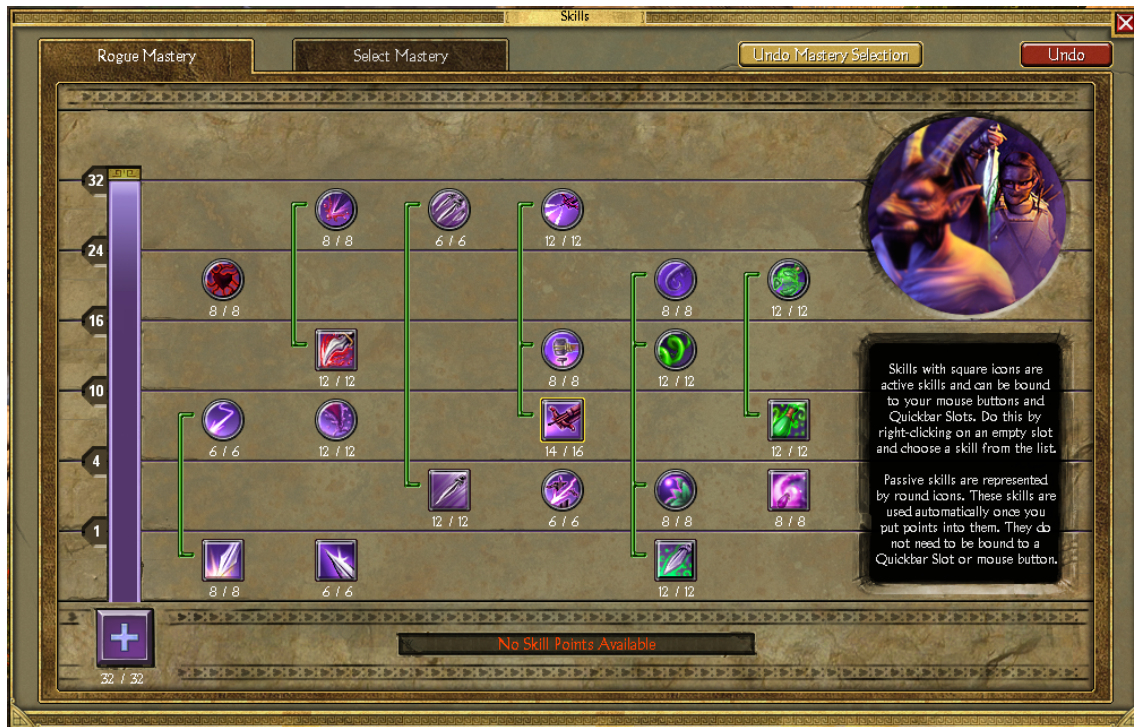 Skills
Rogue Mastery
Select Mastery
Undo Mastery Selection
Undo
32
8 / 8
6 / 6
12 / 12
24
8 / 8
8 / 8
12 / 12
16
12 / 12
8 / 8
12 / 12
10
6 / 6
12 / 12
14 / 16
12 / 12
4
12 / 12
6 / 6
8 / 8
8 / 8
1
8 / 8
6 / 6
12 / 12
32 / 32
No Skill Points Available
Skills with square icons are
active skills and can be bound
to your mouse buttons and
Quickbar Slots. Do this by
right-clicking on an empty slot
and choose a skill from the list.
Passive skills are represented
by round icons. These skills are
used automatically once you
put points into them. They do
not need to be bound to a
Quickbar Slot or mouse button.